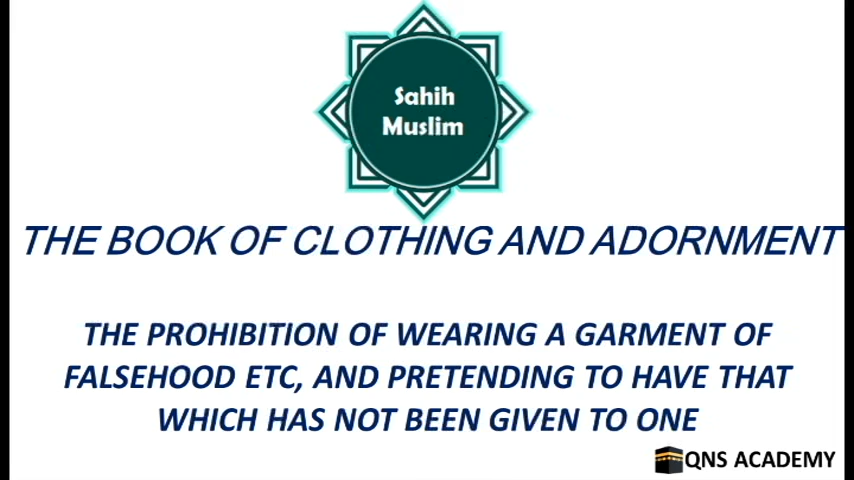 Sahih
Muslim
THE BOOK OF CLOTHING AND ADORNMENT
THE PROHIBITION OF WEARING A GARMENT OF
FALSEHOOD ETC, AND PRETENDING TO HAVE THAT
WHICH HAS NOT BEEN GIVEN TO ONE
QNS ACADEMY